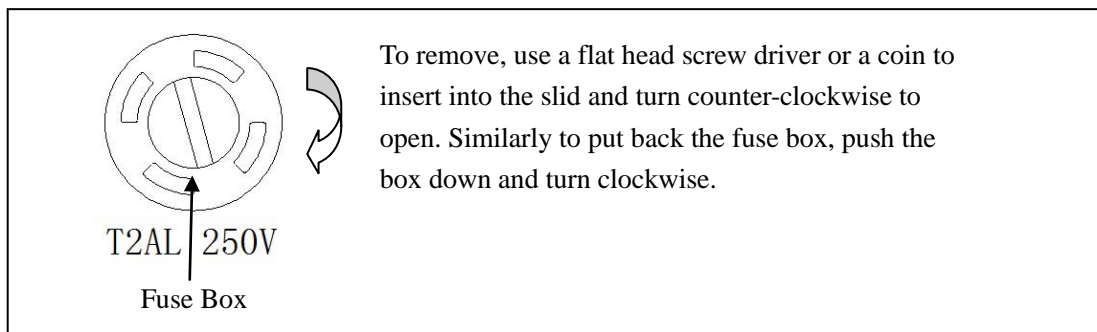 To remove, use a flat head screw driver or a coin to
insert into the slid and turn counter-clockwise to
open. Similarly to put back the fuse box, push the
box down and turn clockwise.
T2AL 250V
Fuse Box